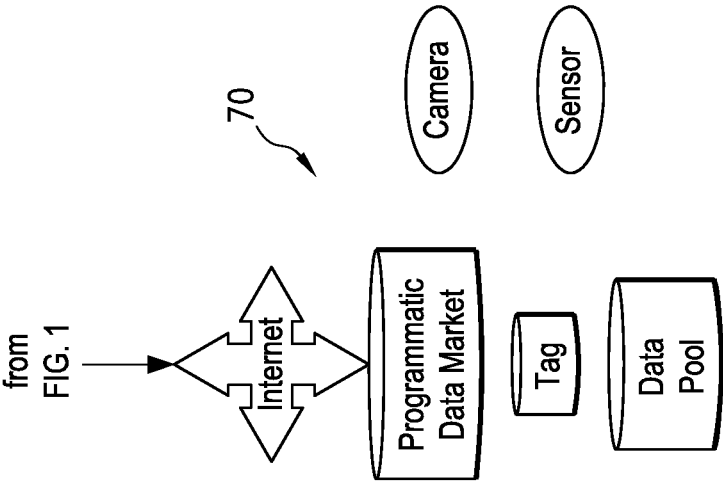 from
FIG. 1
Internet
Programmatic
Data Market
Tag
Data
Pool
70
Camera
Sensor